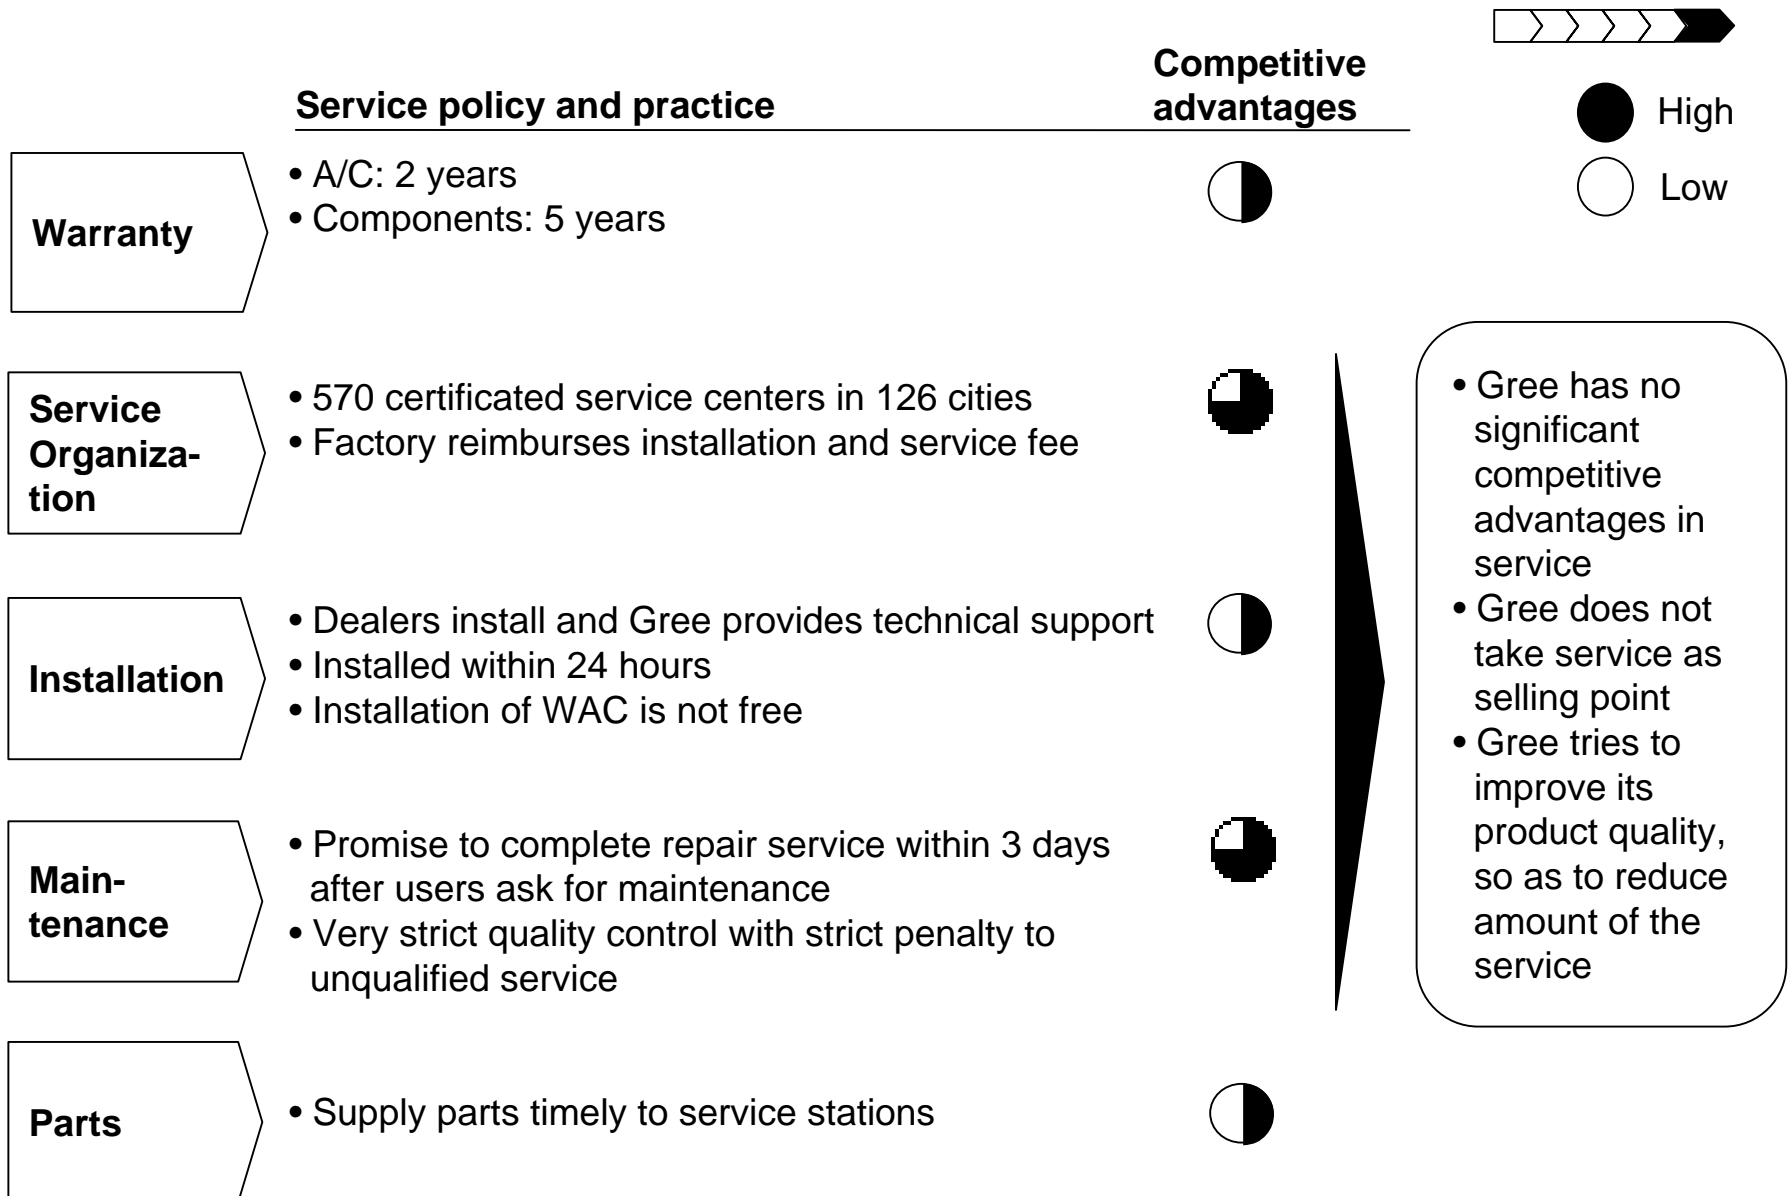 Service policy and practice
Competitive
advantages
High
Low
Warranty
• A/C: 2 years
• Components: 5 years
Service
Organiza-
tion
• 570 certificated service centers in 126 cities
• Factory reimburses installation and service fee
Installation
• Dealers install and Gree provides technical support
• Installed within 24 hours
• Installation of WAC is not free
Main-
tenance
• Promise to complete repair service within 3 days
after users ask for maintenance
• Very strict quality control with strict penalty to
unqualified service
Parts
• Supply parts timely to service stations
• Gree has no
significant
competitive
advantages in
service
• Gree does not
take service as
selling point
• Gree tries to
improve its
product quality,
so as to reduce
amount of the
service